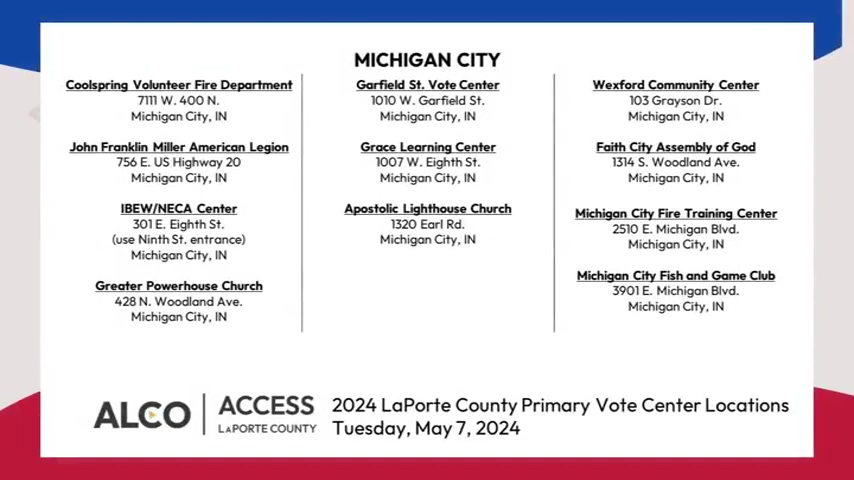 MICHIGAN CITY
Coolspring Volunteer Fire Department
7111 W. 400 N.
Michigan City, IN
John Franklin Miller American Legion
756 E. US Highway 20
Michigan City, IN
IBEW/NECA Center
301 E. Eighth St.
(use Ninth St. entrance)
Michigan City, IN
Greater Powerhouse Church
428 N. Woodland Ave.
Michigan City, IN
Garfield St. Vote Center
1010 W. Garfield St.
Michigan City, IN
Grace Learning Center
1007 W. Eighth St.
Michigan City, IN
Apostolic Lighthouse Church
1320 Earl Rd.
Michigan City, IN
Wexford Community Center
103 Grayson Dr.
Michigan City, IN
Faith City Assembly of God
1314 S. Woodland Ave.
Michigan City, IN
Michigan City Fire Training Center
2510 E. Michigan Blvd.
Michigan City, IN
Michigan City Fish and Game Club
3901 E. Michigan Blvd.
Michigan City, IN
ALCO
ACCESS
LAPORTE COUNTY
2024 LaPorte County Primary Vote Center Locations
Tuesday, May 7, 2024